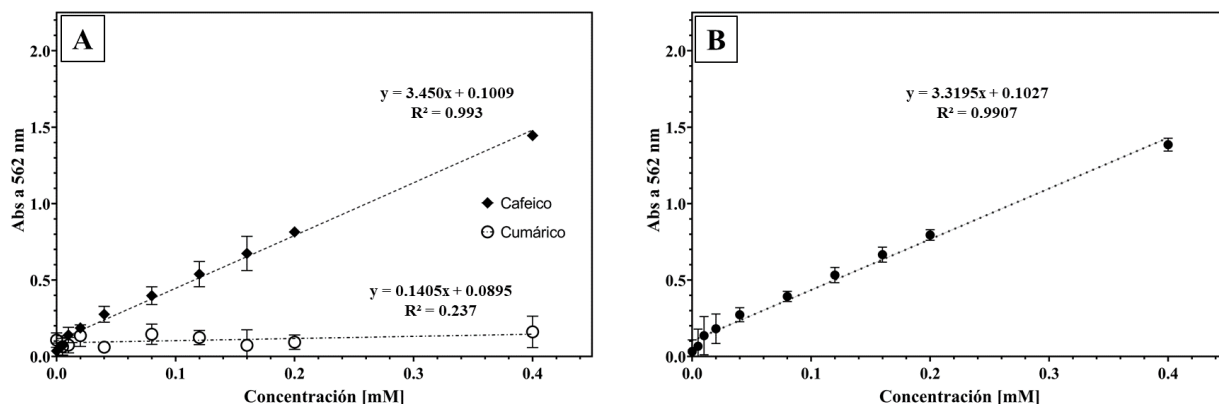 A
2.0
1.5
1.0
0.5
0.0
Abs a 562 nm
y = 3.450x + 0.1009
R² = 0.993
Cafeico
Cumárico
y = 0.1405x + 0.0895
R² = 0.237
0.0 0.1 0.2 0.3 0.4
Concentración [mM]
B
2.0
1.5
1.0
0.5
0.0
Abs a 562 nm
y = 3.3195x + 0.1027
R² = 0.9907
0.0 0.1 0.2 0.3 0.4
Concentración [mM]